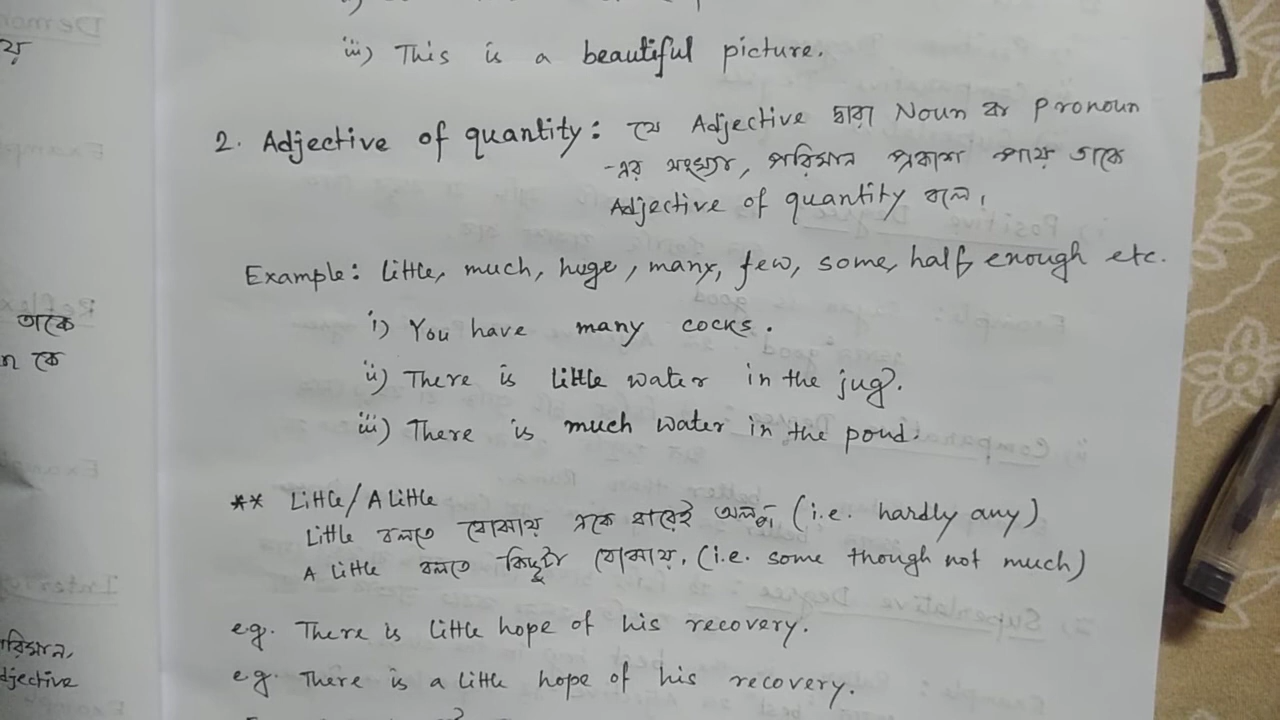 iii) This is a beautiful picture.
2. Adjective of quantity: যে Adjective দ্বারা Noun বা Pronoun
-এর সংখ্যার, পরিমান প্রকাশ পায় তাকে
Adjective of quantity বলে।
Example: little, much, huge, many, few, some, half, enough etc.
i) You have many cocks.
ii) There is little water in the jug.
iii) There is much water in the pond.
** Little/A little
Little বলতে বোঝায় একে বারেই অল্প (i.e. hardly any)
A little বলতে কিছুটা বোঝায়. (i.e. some though not much)
e.g. There is little hope of his recovery.
e.g. There is a little hope of his recovery.
তাকে
কে
রিমান,
djective